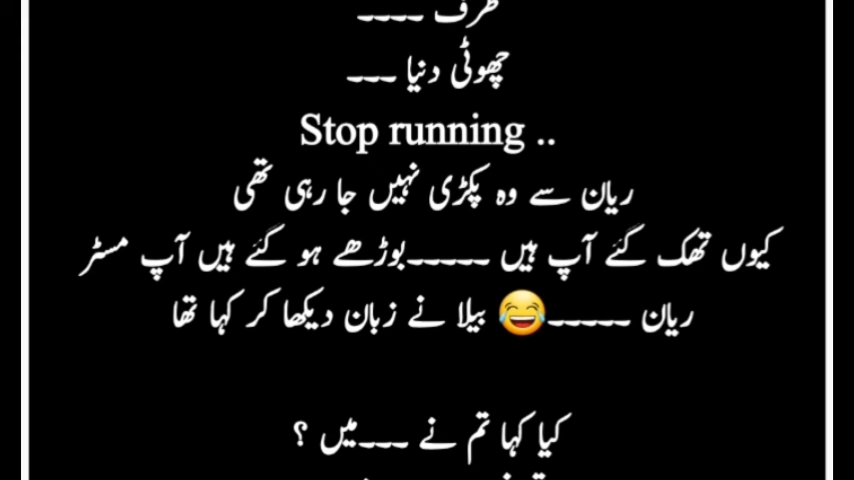 طرف ----
چھوٹی دنیا ---
Stop running ..
ریان سے وہ پکڑی نہیں جا رہی تھی
کیوں تھک گئے آپ ہیں -----بوڑھے ہو گئے ہیں آپ مسٹر
ریان -----😂 بیلا نے زبان دیکھا کر کہا تھا
کیا کہا تم نے ---میں ؟